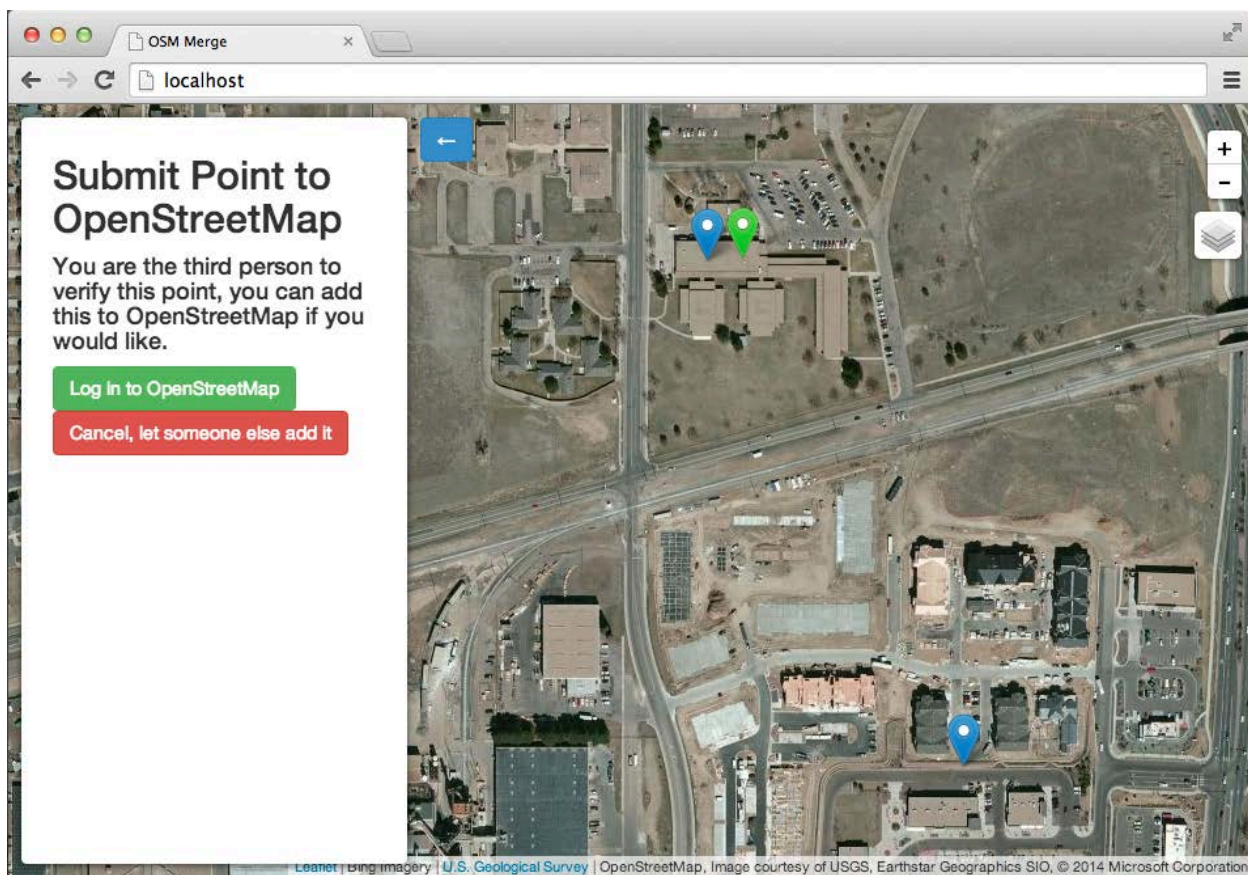 OSM Merge
localhost
←
+
-
Submit Point to
OpenStreetMap
You are the third person to
verify this point, you can add
this to OpenStreetMap if you
would like.
Log in to OpenStreetMap
Cancel, let someone else add it
Leaflet | Bing Imagery | U.S. Geological Survey | OpenStreetMap, Image courtesy of USGS, Earthstar Geographics SIO, © 2014 Microsoft Corporation